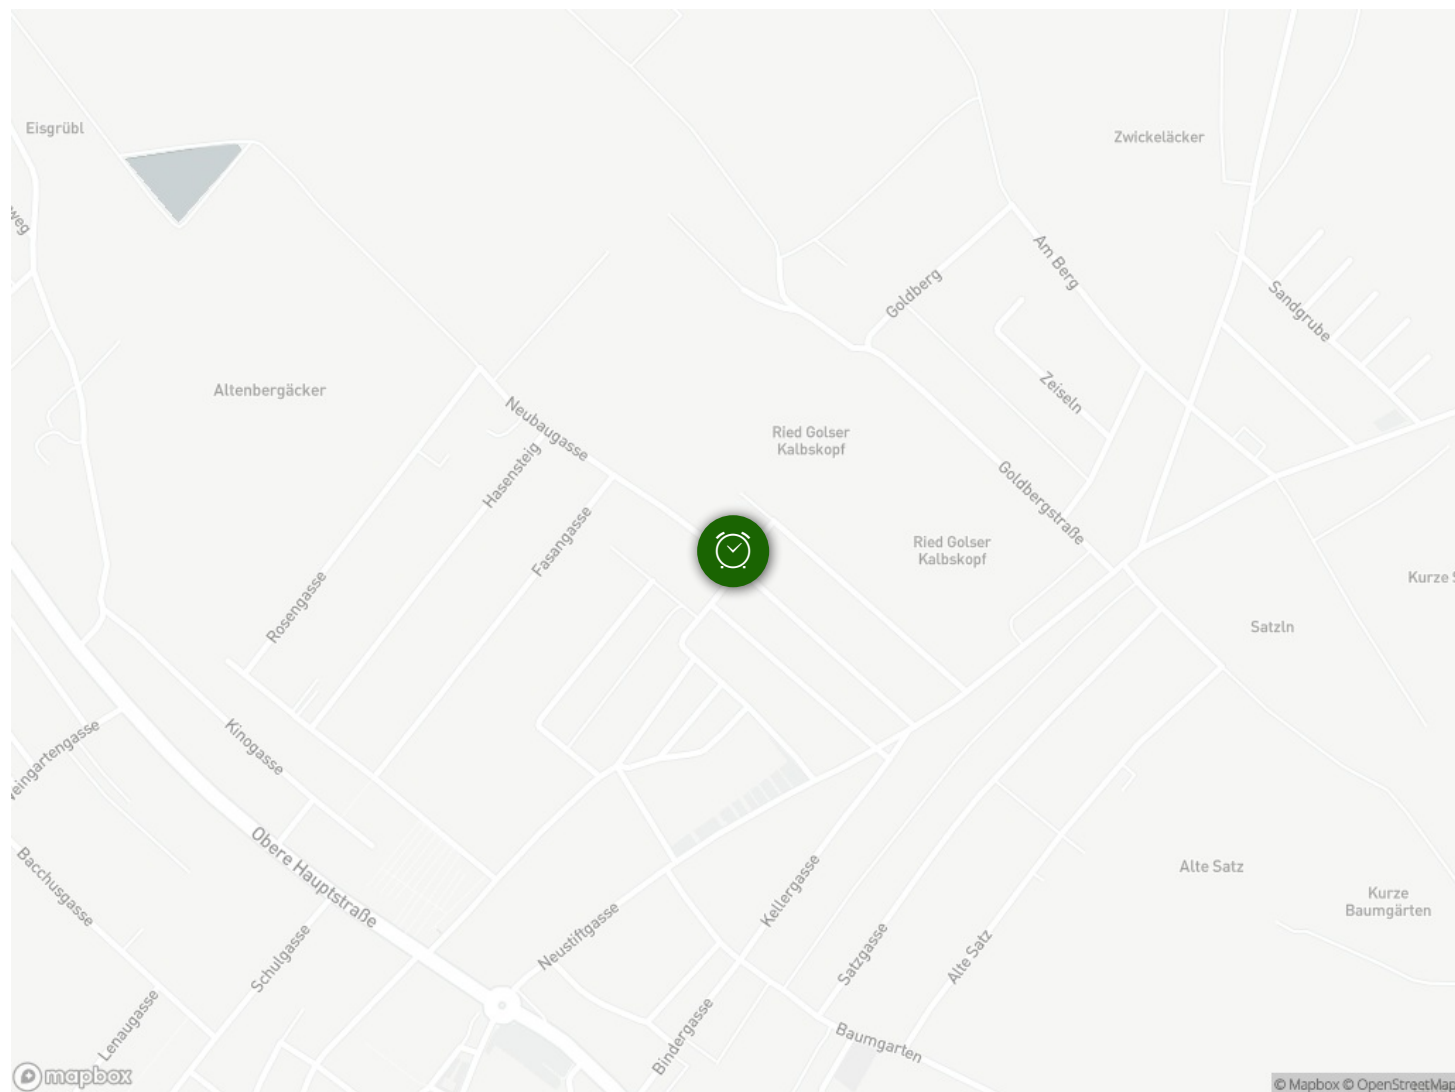 Eisgrübl
Zwickeläcker
weg
Am Berg
Goldberg
Sandgrube
Altenbergäcker
Zeiseln
Neubaugasse
Ried Golser
Kalbskopf
Hasensteig
Goldbergstraße
Fasangasse
Ried Golser
Kalbskopf
Kurze S
Rosengasse
Satzln
Kinogasse
Weingartengasse
Obere Hauptstraße
Bacchusgasse
Alte Satz
Kellergasse
Kurze
Baumgärten
Neustiftgasse
Schulgasse
Satzgasse
Alte Satz
Lenaugasse
Bindergasse
Baumgarten
mapbox
© Mapbox © OpenStreetMap